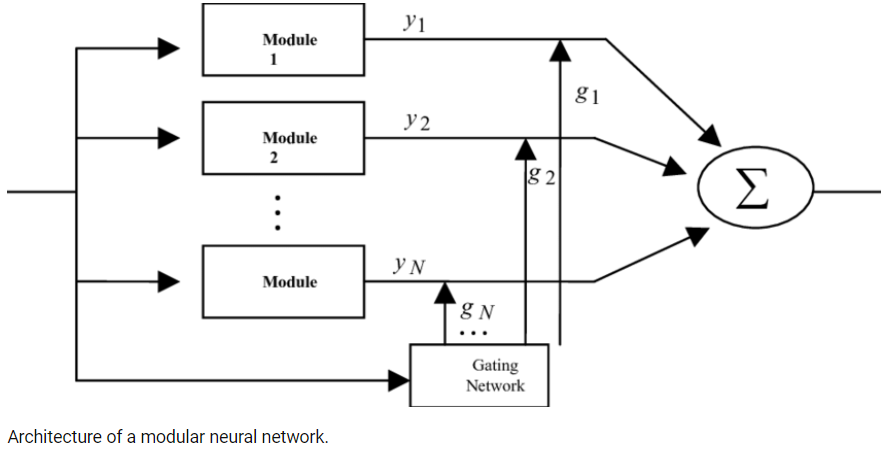 Module
1
y1
g1
Module
2
y2
g2
Σ
Module
yN
gN
Gating
Network
Architecture of a modular neural network.